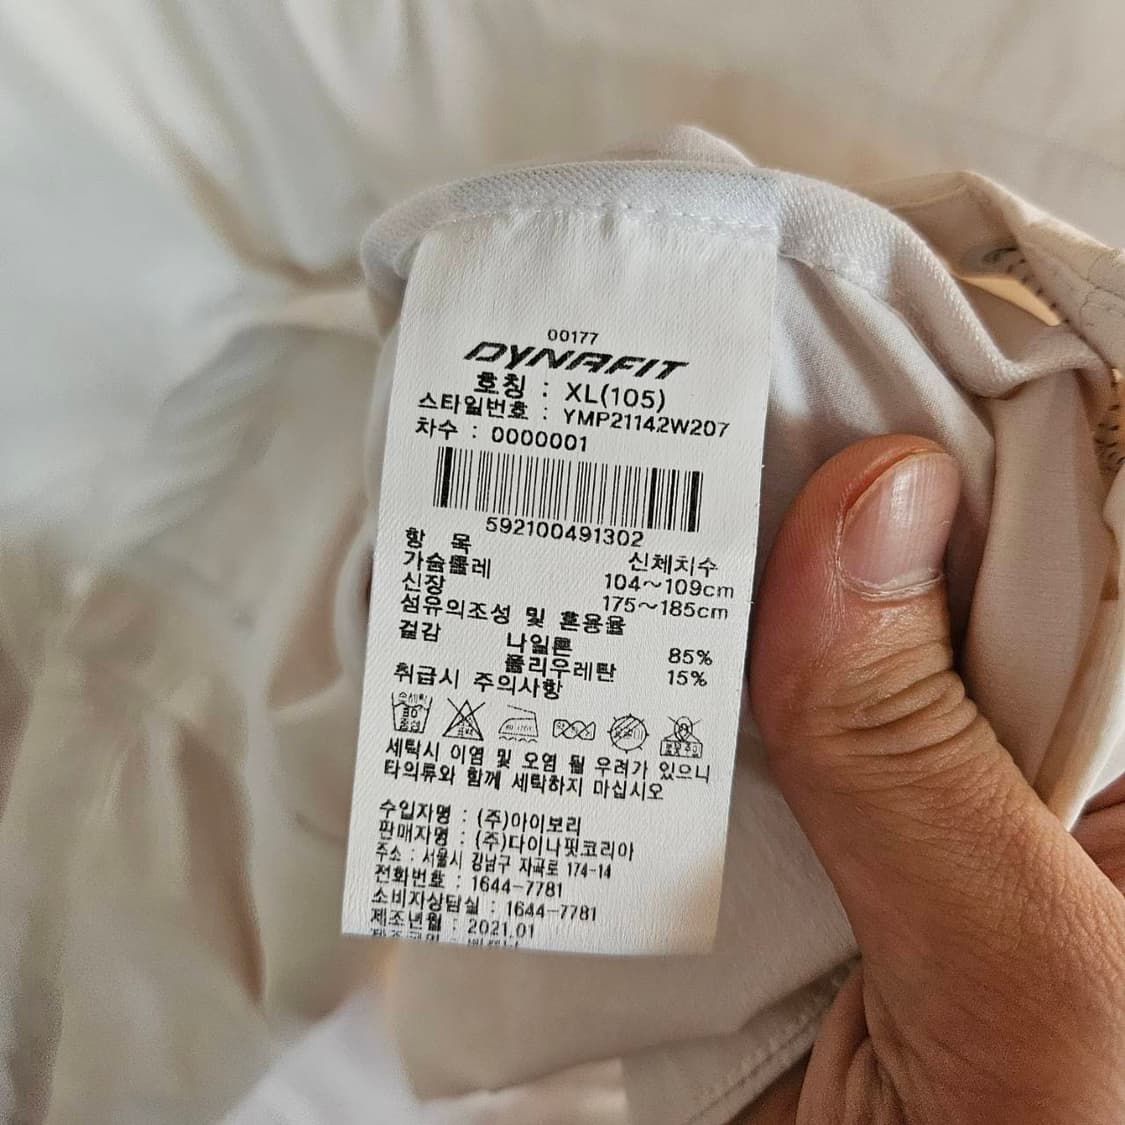 00177
DYNAFIT
호칭 : XL(105)
스타일번호 : YMP21142W207
차수 : 0000001
592100491302
항 목 신체치수
가슴둘레 104~109cm
신장 175~185cm
섬유의조성 및 혼용율
겉감 나일론 85%
폴리우레탄 15%
취급시 주의사항
세탁시 이염 및 오염 될 우려가 있으니
타의류와 함께 세탁하지 마십시오
수입자명 : (주)아이보리
판매자명 : (주)다이나핏코리아
주소 : 서울시 강남구 자곡로 174-14
전화번호 : 1644-7781
소비자상담실 : 1644-7781
제조년월 : 2021.01